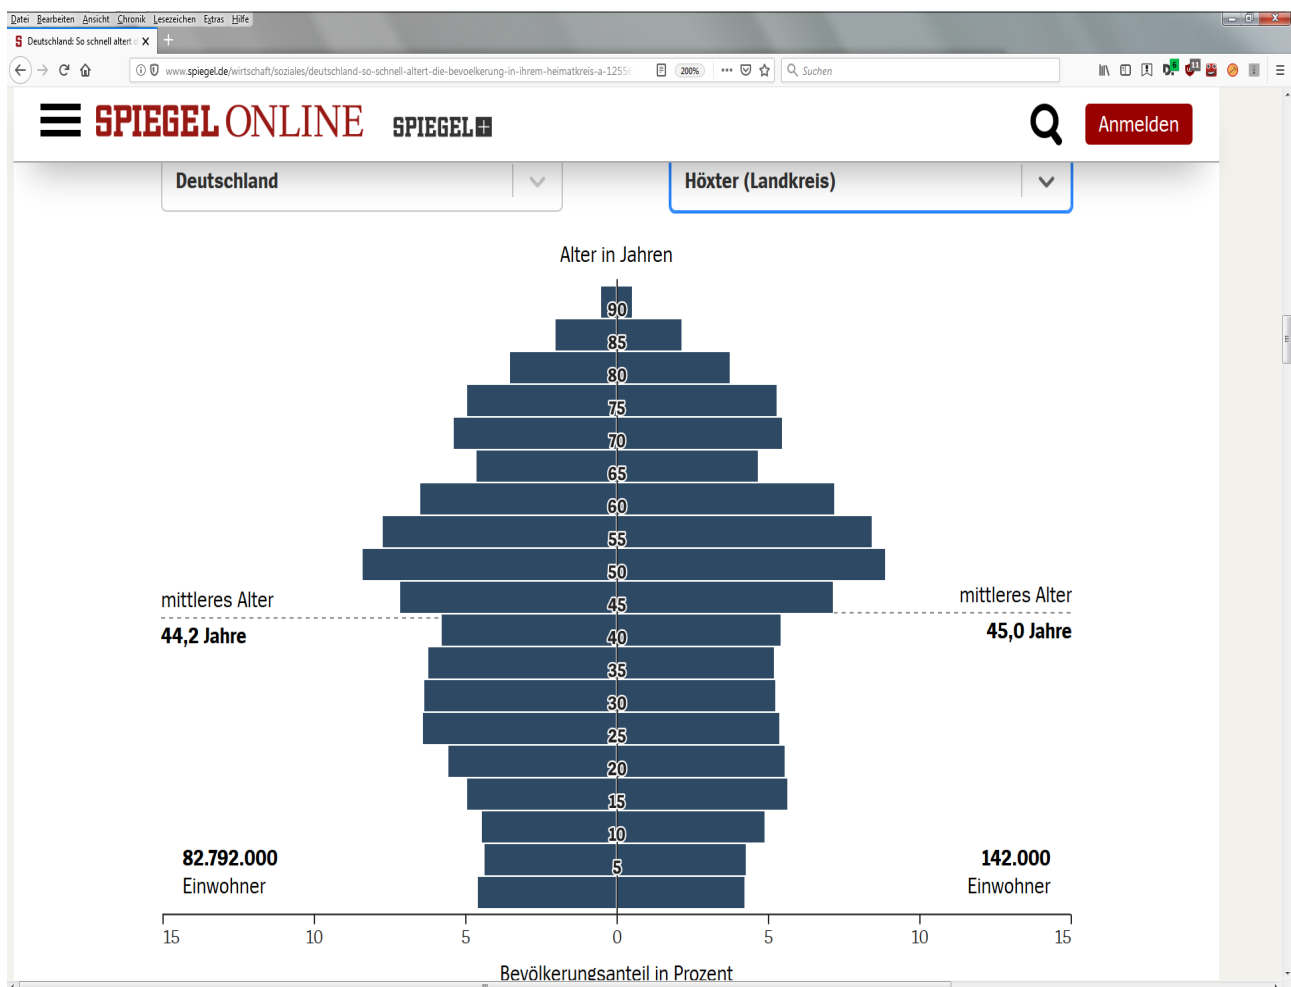 Datei Bearbeiten Ansicht Chronik Lesezeichen Extras Hilfe
S Deutschland: So schnell altert d
www.spiegel.de/wirtschaft/soziales/deutschland-so-schnell-altert-die-bevoelkerung-in-ihrem-heimatkreis-a-1255 200% Suchen 6 11
SPIEGEL ONLINE SPIEGEL+ Anmelden
Deutschland Höxter (Landkreis)
Alter in Jahren
90
85
80
75
70
65
60
55
50
45
40
35
30
25
20
15
10
5
mittleres Alter
44,2 Jahre
mittleres Alter
45,0 Jahre
82.792.000
Einwohner
142.000
Einwohner
15 10 5 0 5 10 15
Bevölkerungsanteil in Prozent